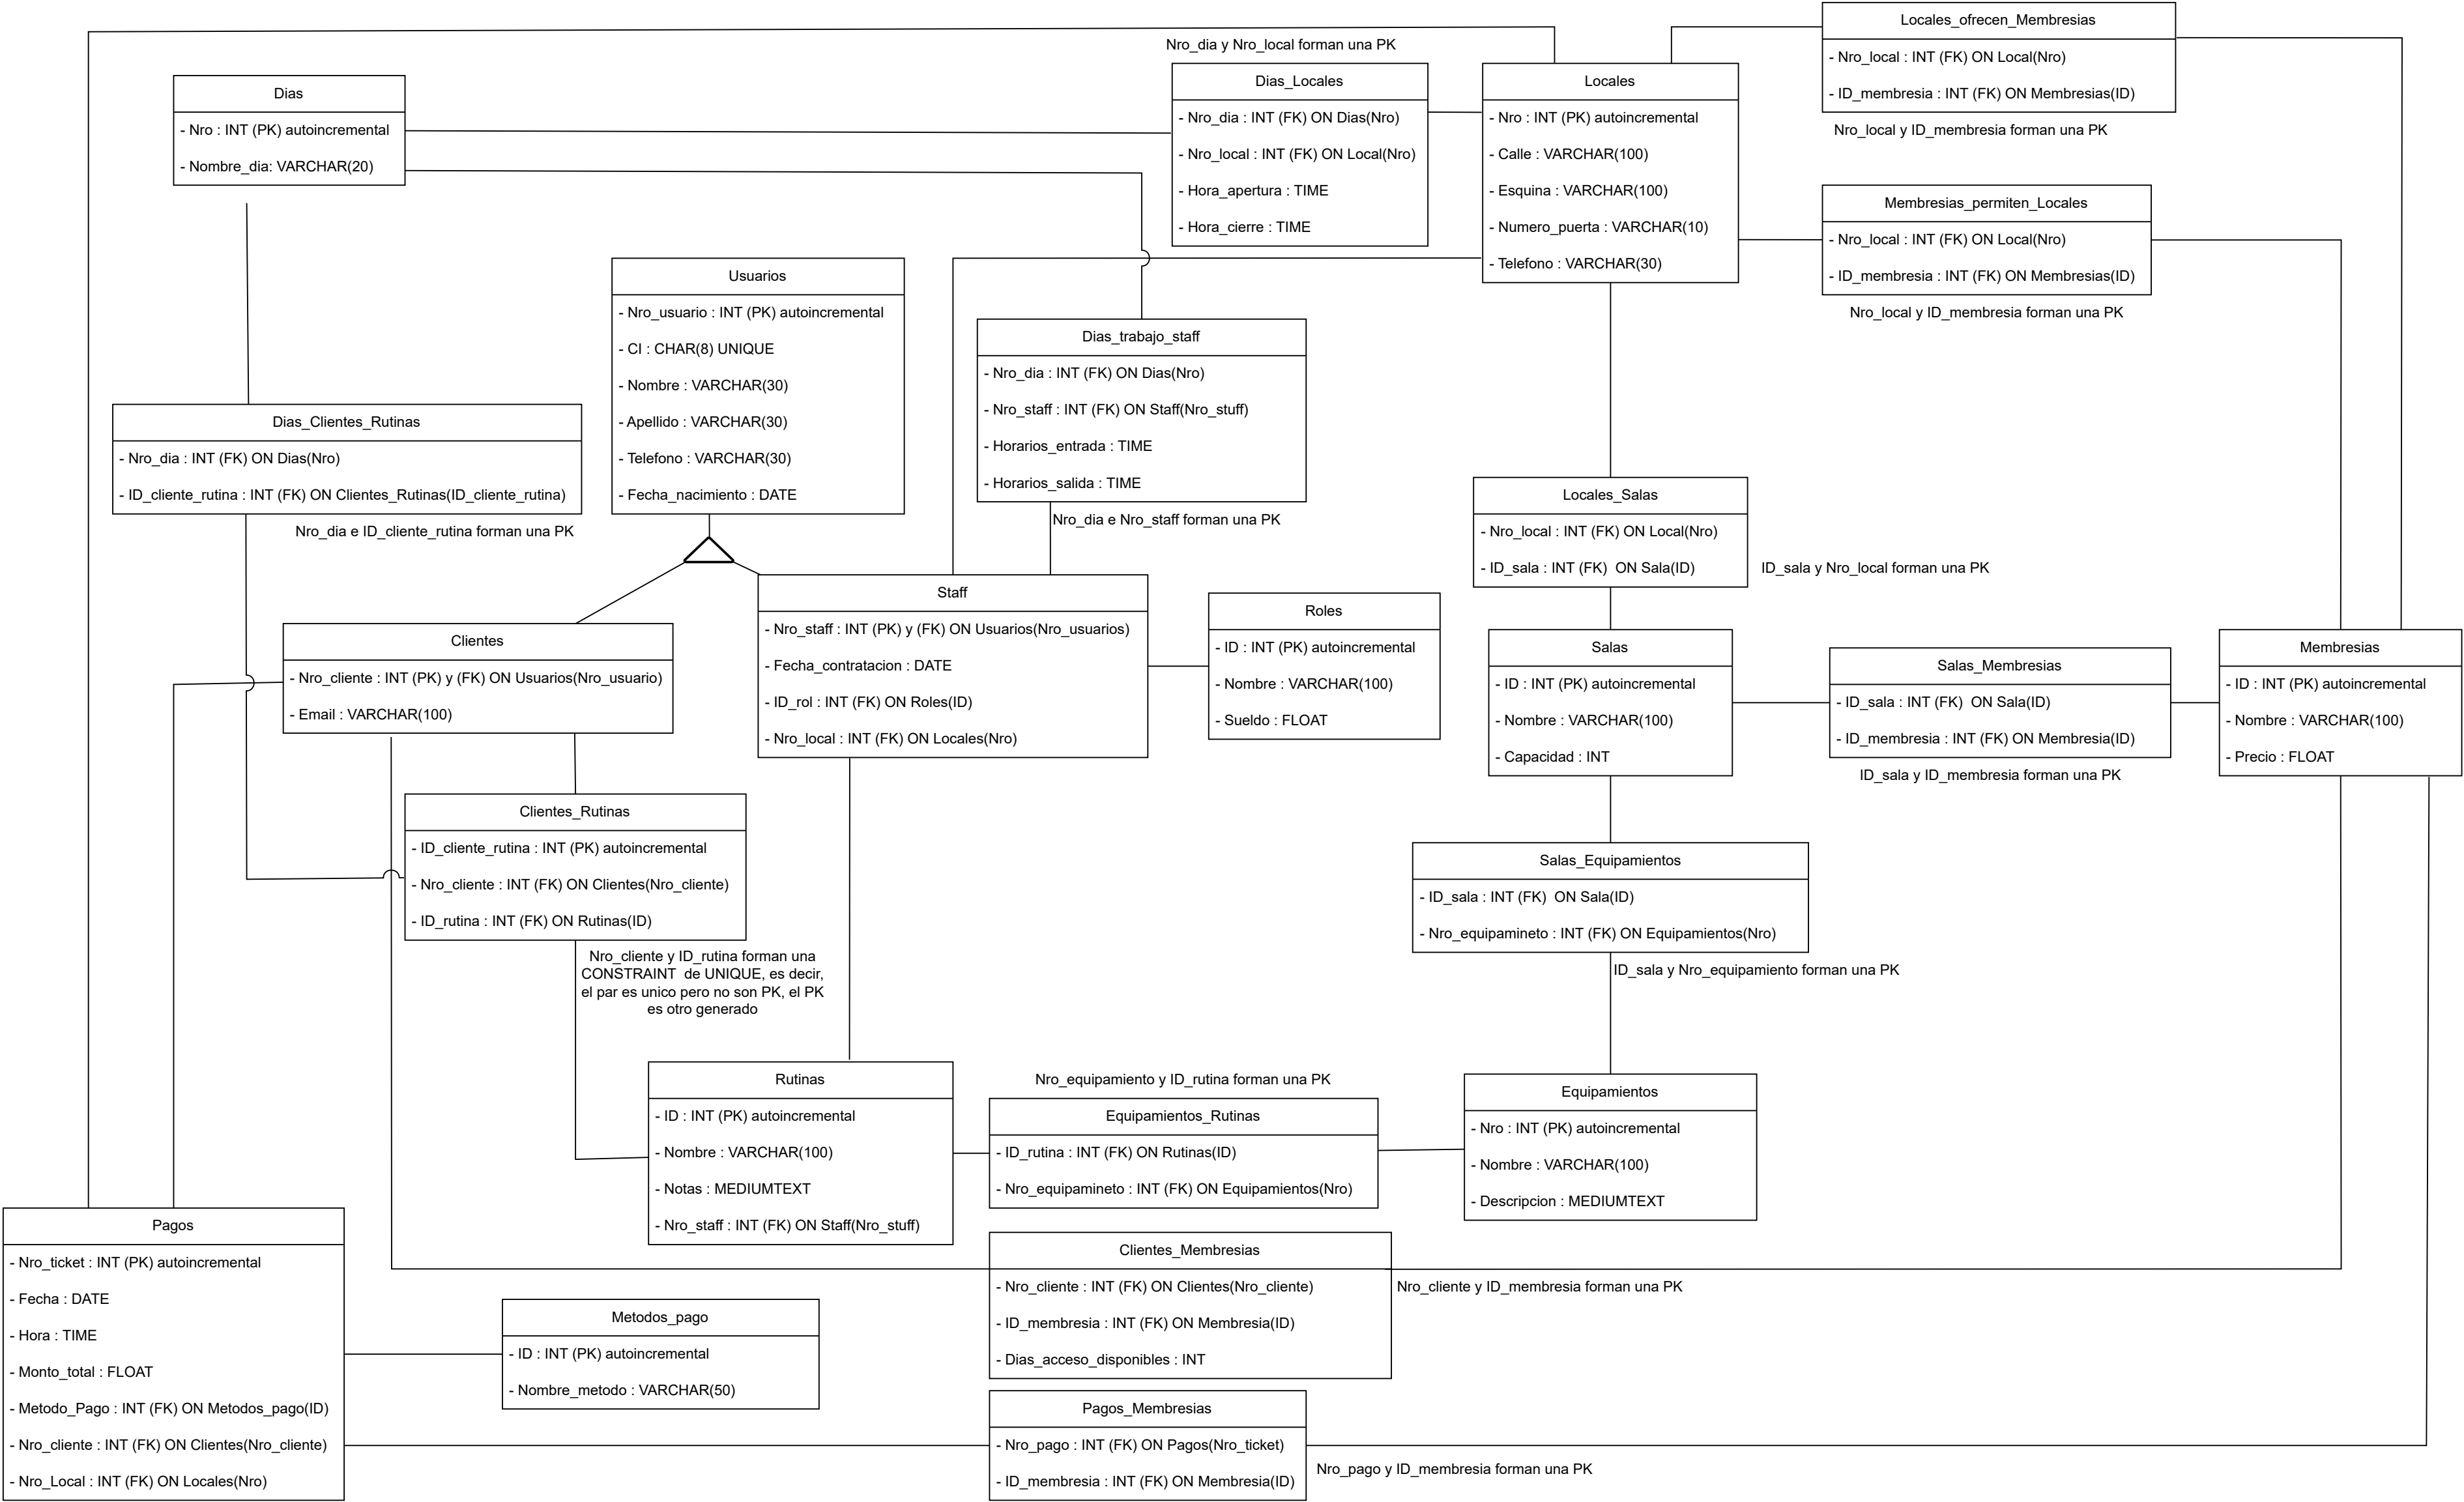 Locales_ofrecen_Membresias
- Nro_local : INT (FK) ON Local(Nro)
- ID_membresia : INT (FK) ON Membresias(ID)
Nro_local y ID_membresia forman una PK
Nro_dia y Nro_local forman una PK
Dias_Locales
- Nro_dia : INT (FK) ON Dias(Nro)
- Nro_local : INT (FK) ON Local(Nro)
- Hora_apertura : TIME
- Hora_cierre : TIME
Locales
- Nro : INT (PK) autoincremental
- Calle : VARCHAR(100)
- Esquina : VARCHAR(100)
- Numero_puerta : VARCHAR(10)
- Telefono : VARCHAR(30)
Dias
- Nro : INT (PK) autoincremental
- Nombre_dia: VARCHAR(20)
Membresias_permiten_Locales
- Nro_local : INT (FK) ON Local(Nro)
- ID_membresia : INT (FK) ON Membresias(ID)
Nro_local y ID_membresia forman una PK
Usuarios
- Nro_usuario : INT (PK) autoincremental
- CI : CHAR(8) UNIQUE
- Nombre : VARCHAR(30)
- Apellido : VARCHAR(30)
- Telefono : VARCHAR(30)
- Fecha_nacimiento : DATE
Dias_trabajo_staff
- Nro_dia : INT (FK) ON Dias(Nro)
- Nro_staff : INT (FK) ON Staff(Nro_stuff)
- Horarios_entrada : TIME
- Horarios_salida : TIME
Nro_dia e Nro_staff forman una PK
Dias_Clientes_Rutinas
- Nro_dia : INT (FK) ON Dias(Nro)
- ID_cliente_rutina : INT (FK) ON Clientes_Rutinas(ID_cliente_rutina)
Nro_dia e ID_cliente_rutina forman una PK
Locales_Salas
- Nro_local : INT (FK) ON Local(Nro)
- ID_sala : INT (FK)  ON Sala(ID)
ID_sala y Nro_local forman una PK
Staff
- Nro_staff : INT (PK) y (FK) ON Usuarios(Nro_usuarios)
- Fecha_contratacion : DATE
- ID_rol : INT (FK) ON Roles(ID)
- Nro_local : INT (FK) ON Locales(Nro)
Roles
- ID : INT (PK) autoincremental
- Nombre : VARCHAR(100)
- Sueldo : FLOAT
Clientes
- Nro_cliente : INT (PK) y (FK) ON Usuarios(Nro_usuario)
- Email : VARCHAR(100)
Salas
- ID : INT (PK) autoincremental
- Nombre : VARCHAR(100)
- Capacidad : INT
Salas_Membresias
- ID_sala : INT (FK)  ON Sala(ID)
- ID_membresia : INT (FK) ON Membresia(ID)
ID_sala y ID_membresia forman una PK
Membresias
- ID : INT (PK) autoincremental
- Nombre : VARCHAR(100)
- Precio : FLOAT
Clientes_Rutinas
- ID_cliente_rutina : INT (PK) autoincremental
- Nro_cliente : INT (FK) ON Clientes(Nro_cliente)
- ID_rutina : INT (FK) ON Rutinas(ID)
Nro_cliente y ID_rutina forman una
CONSTRAINT  de UNIQUE, es decir,
el par es unico pero no son PK, el PK
es otro generado
Salas_Equipamientos
- ID_sala : INT (FK)  ON Sala(ID)
- Nro_equipamineto : INT (FK) ON Equipamientos(Nro)
ID_sala y Nro_equipamiento forman una PK
Rutinas
- ID : INT (PK) autoincremental
- Nombre : VARCHAR(100)
- Notas : MEDIUMTEXT
- Nro_staff : INT (FK) ON Staff(Nro_stuff)
Nro_equipamiento y ID_rutina forman una PK
Equipamientos_Rutinas
- ID_rutina : INT (FK) ON Rutinas(ID)
- Nro_equipamineto : INT (FK) ON Equipamientos(Nro)
Equipamientos
- Nro : INT (PK) autoincremental
- Nombre : VARCHAR(100)
- Descripcion : MEDIUMTEXT
Pagos
- Nro_ticket : INT (PK) autoincremental
- Fecha : DATE
- Hora : TIME
- Monto_total : FLOAT
- Metodo_Pago : INT (FK) ON Metodos_pago(ID)
- Nro_cliente : INT (FK) ON Clientes(Nro_cliente)
- Nro_Local : INT (FK) ON Locales(Nro)
Metodos_pago
- ID : INT (PK) autoincremental
- Nombre_metodo : VARCHAR(50)
Clientes_Membresias
- Nro_cliente : INT (FK) ON Clientes(Nro_cliente)
- ID_membresia : INT (FK) ON Membresia(ID)
- Dias_acceso_disponibles : INT
Nro_cliente y ID_membresia forman una PK
Pagos_Membresias
- Nro_pago : INT (FK) ON Pagos(Nro_ticket)
- ID_membresia : INT (FK) ON Membresia(ID)
Nro_pago y ID_membresia forman una PK